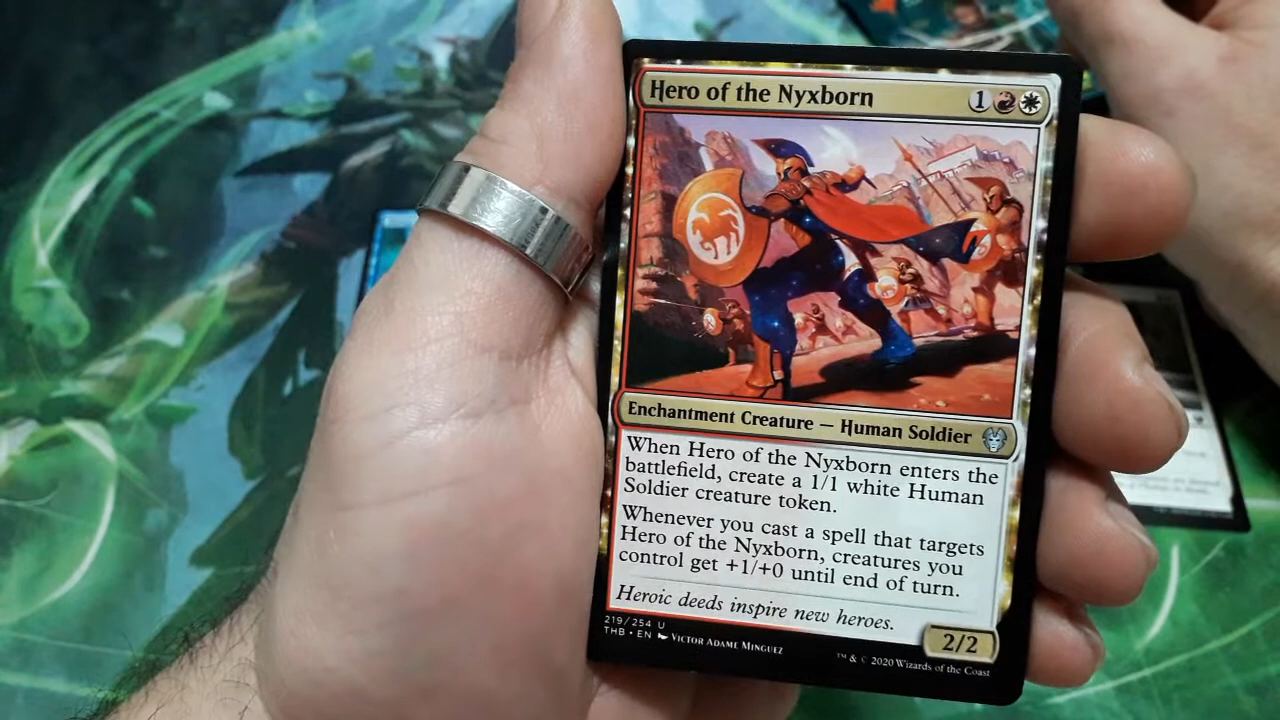 Hero of the Nyxborn 1
Enchantment Creature — Human Soldier
When Hero of the Nyxborn enters the
battlefield, create a 1/1 white Human
Soldier creature token.
Whenever you cast a spell that targets
Hero of the Nyxborn, creatures you
control get +1/+0 until end of turn.
Heroic deeds inspire new heroes.
2/2
219/254 U
THB • EN Victor Adame Minguez
™ & © 2020 Wizards of the Coast